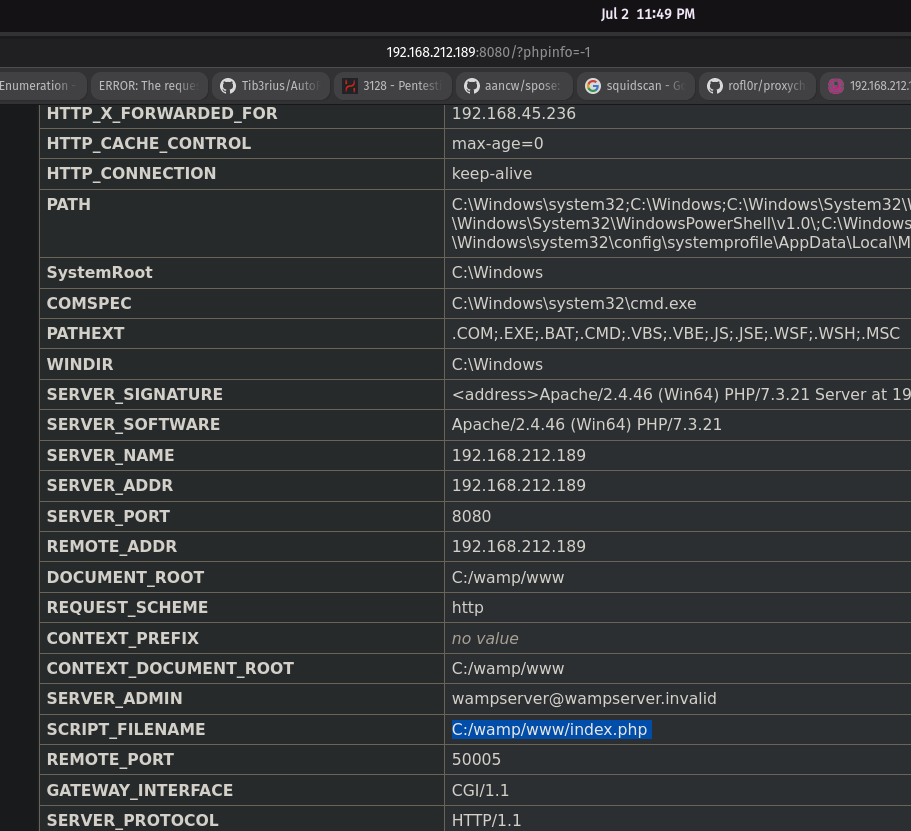 Jul 2 11:49 PM
192.168.212.189:8080/?phpinfo=-1
Enumeration - ERROR: The reque Tib3rius/Auto 3128 - Pentest aancw/spose: squidscan - Go rofl0r/proxych 192.168.212.
HTTP_X_FORWARDED_FOR 192.168.45.236
HTTP_CACHE_CONTROL max-age=0
HTTP_CONNECTION keep-alive
PATH C:\Windows\system32;C:\Windows;C:\Windows\System32\
\Windows\System32\WindowsPowerShell\v1.0\;C:\Windows
\Windows\system32\config\systemprofile\AppData\Local\M
SystemRoot C:\Windows
COMSPEC C:\Windows\system32\cmd.exe
PATHEXT .COM;.EXE;.BAT;.CMD;.VBS;.VBE;.JS;.JSE;.WSF;.WSH;.MSC
WINDIR C:\Windows
SERVER_SIGNATURE <address>Apache/2.4.46 (Win64) PHP/7.3.21 Server at 19
SERVER_SOFTWARE Apache/2.4.46 (Win64) PHP/7.3.21
SERVER_NAME 192.168.212.189
SERVER_ADDR 192.168.212.189
SERVER_PORT 8080
REMOTE_ADDR 192.168.212.189
DOCUMENT_ROOT C:/wamp/www
REQUEST_SCHEME http
CONTEXT_PREFIX no value
CONTEXT_DOCUMENT_ROOT C:/wamp/www
SERVER_ADMIN wampserver@wampserver.invalid
SCRIPT_FILENAME C:/wamp/www/index.php
REMOTE_PORT 50005
GATEWAY_INTERFACE CGI/1.1
SERVER_PROTOCOL HTTP/1.1